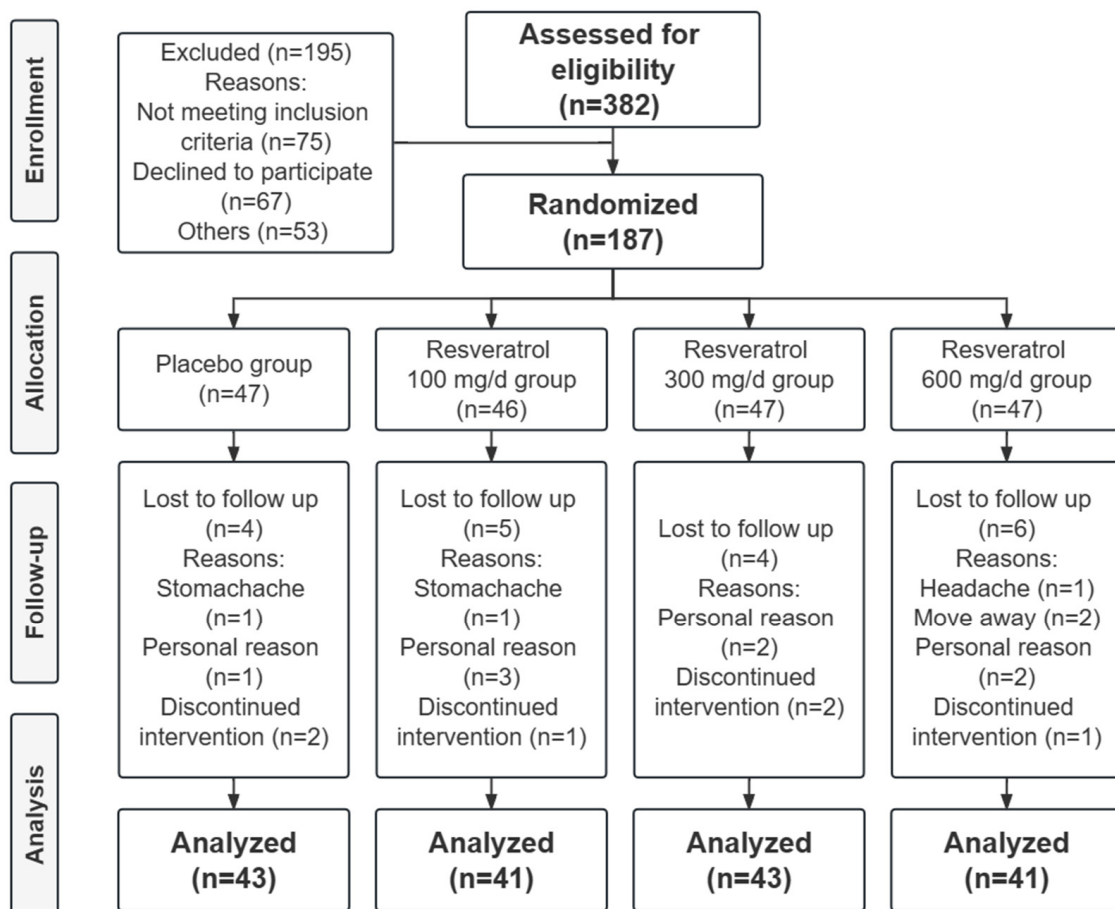 Enrollment
Excluded (n=195)
Reasons:
Not meeting inclusion
criteria (n=75)
Declined to participate
(n=67)
Others (n=53)
Assessed for
eligibility
(n=382)
Randomized
(n=187)
Allocation
Placebo group
(n=47)
Resveratrol
100 mg/d group
(n=46)
Resveratrol
300 mg/d group
(n=47)
Resveratrol
600 mg/d group
(n=47)
Follow-up
Lost to follow up
(n=4)
Reasons:
Stomachache
(n=1)
Personal reason
(n=1)
Discontinued
intervention (n=2)
Lost to follow up
(n=5)
Reasons:
Stomachache
(n=1)
Personal reason
(n=3)
Discontinued
intervention (n=1)
Lost to follow up
(n=4)
Reasons:
Personal reason
(n=2)
Discontinued
intervention (n=2)
Lost to follow up
(n=6)
Reasons:
Headache (n=1)
Move away (n=2)
Personal reason
(n=2)
Discontinued
intervention (n=1)
Analysis
Analyzed
(n=43)
Analyzed
(n=41)
Analyzed
(n=43)
Analyzed
(n=41)